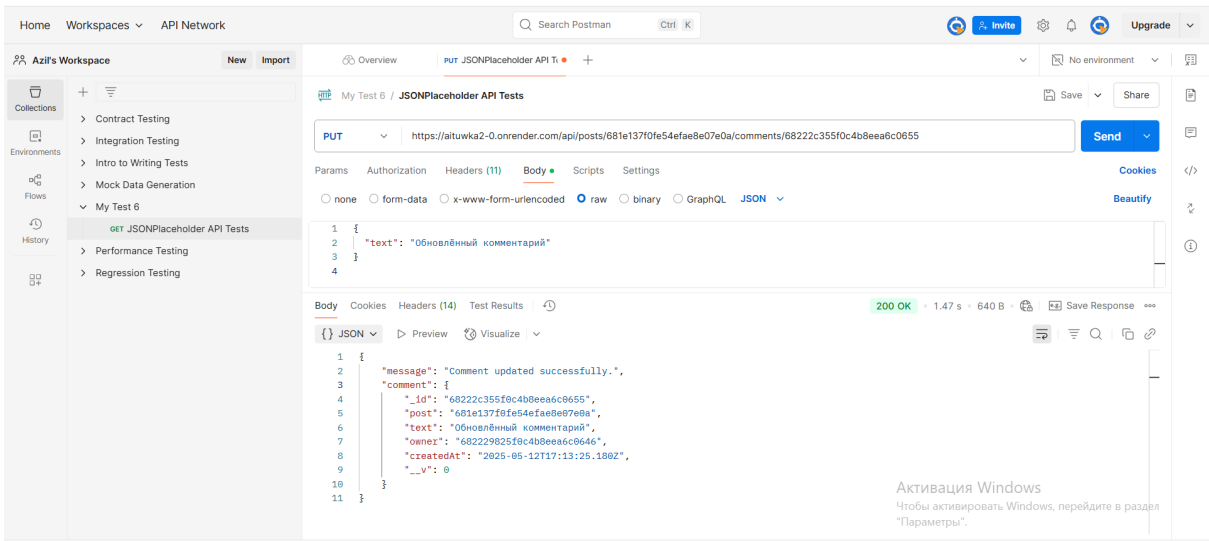 Home Workspaces API Network Search Postman Ctrl K Invite Upgrade
Azil's Workspace New Import Overview PUT JSONPlaceholder API Te No environment
Collections
Environments
Flows
History
Contract Testing
Integration Testing
Intro to Writing Tests
Mock Data Generation
My Test 6
GET JSONPlaceholder API Tests
Performance Testing
Regression Testing
HTTP My Test 6 / JSONPlaceholder API Tests Save Share
PUT https://aituwka2-0.onrender.com/api/posts/681e137f0fe54efae8e07e0a/comments/68222c355f0c4b8eea6c0655 Send
Params Authorization Headers (11) Body Scripts Settings Cookies
none form-data x-www-form-urlencoded raw binary GraphQL JSON Beautify
1 {
2 "text": "Обновлённый комментарий"
3 }
4
Body Cookies Headers (14) Test Results 200 OK 1.47 s 640 B Save Response
{} JSON Preview Visualize
1 {
2 "message": "Comment updated successfully.",
3 "comment": {
4 "_id": "68222c355f0c4b8eea6c0655",
5 "post": "681e137f0fe54efae8e07e0a",
6 "text": "Обновлённый комментарий",
7 "owner": "682229825f0c4b8eea6c0646",
8 "createdAt": "2025-05-12T17:13:25.180Z",
9 "__v": 0
10 }
11 }
Активация Windows
Чтобы активировать Windows, перейдите в раздел
"Параметры".